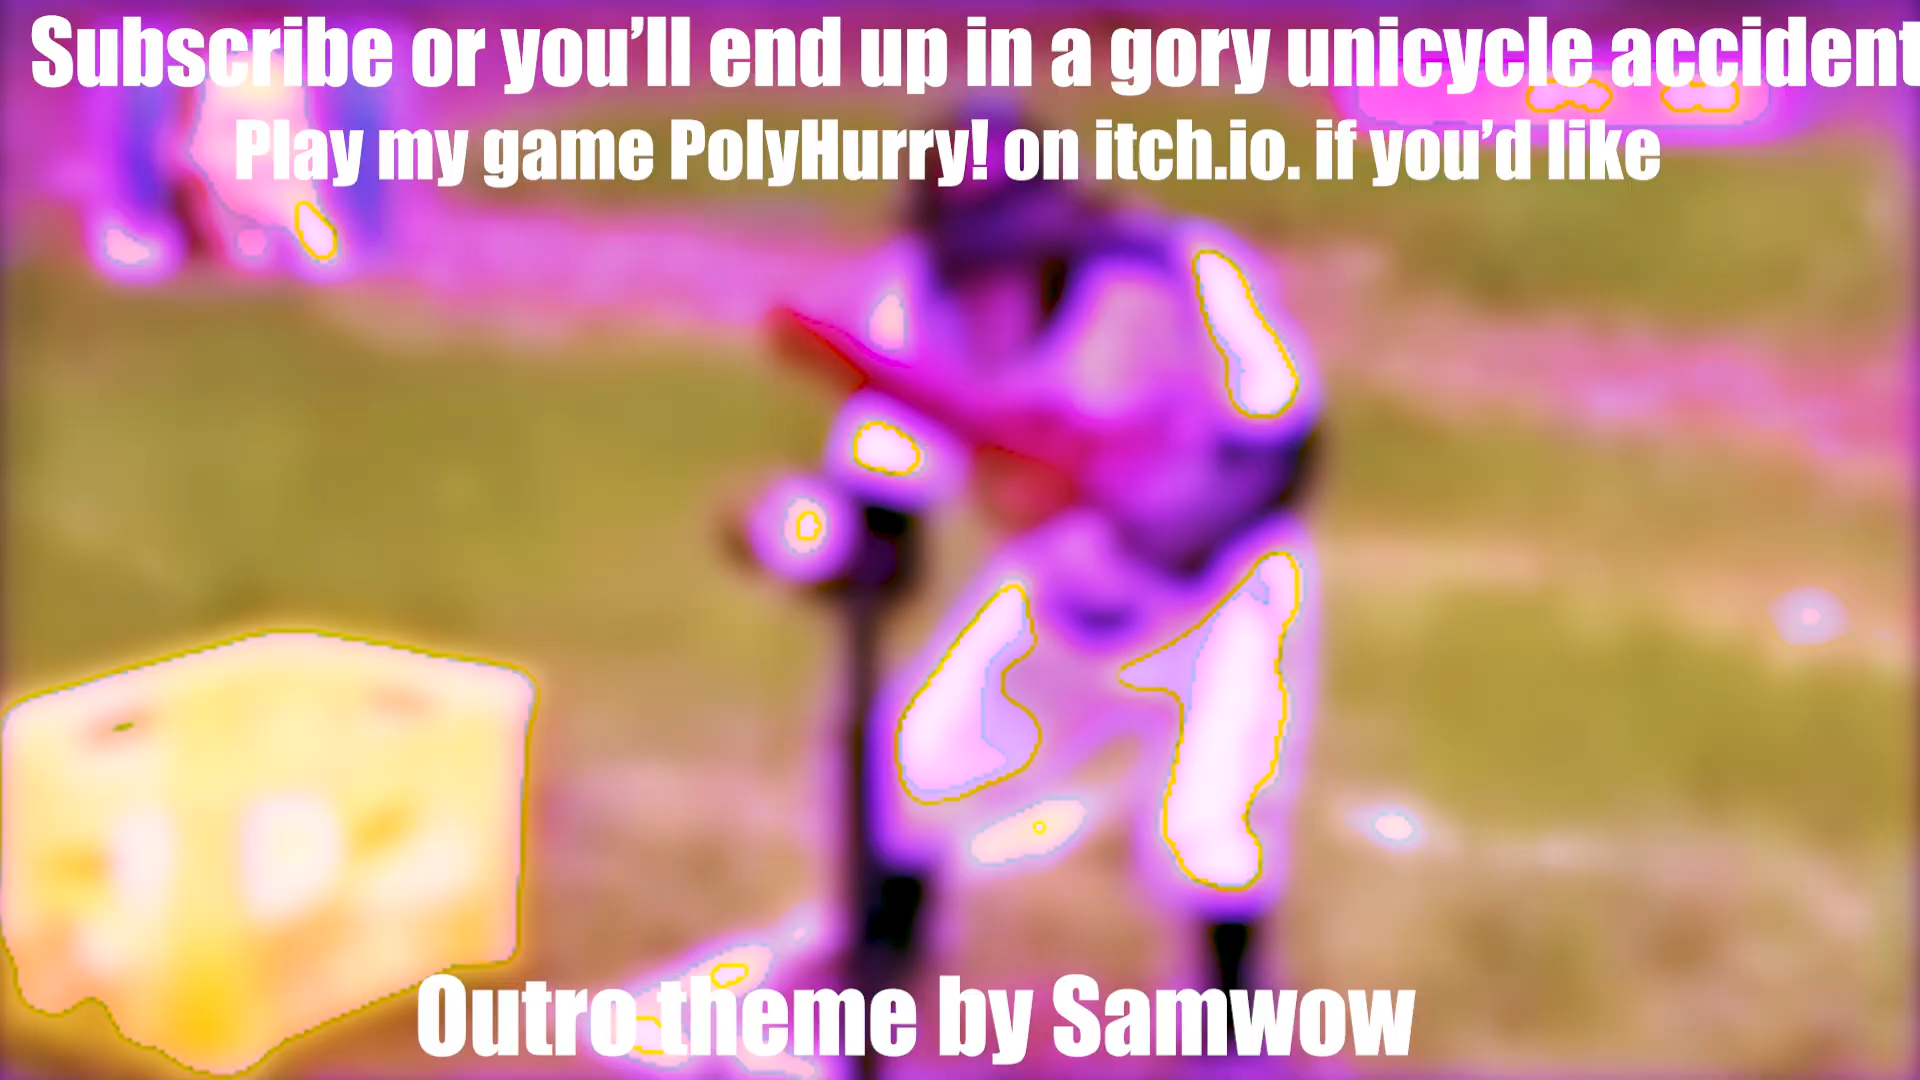 Subscribe or you’ll end up in a gory unicycle accident
Play my game PolyHurry! on itch.io. if you’d like
Outro theme by Samwow